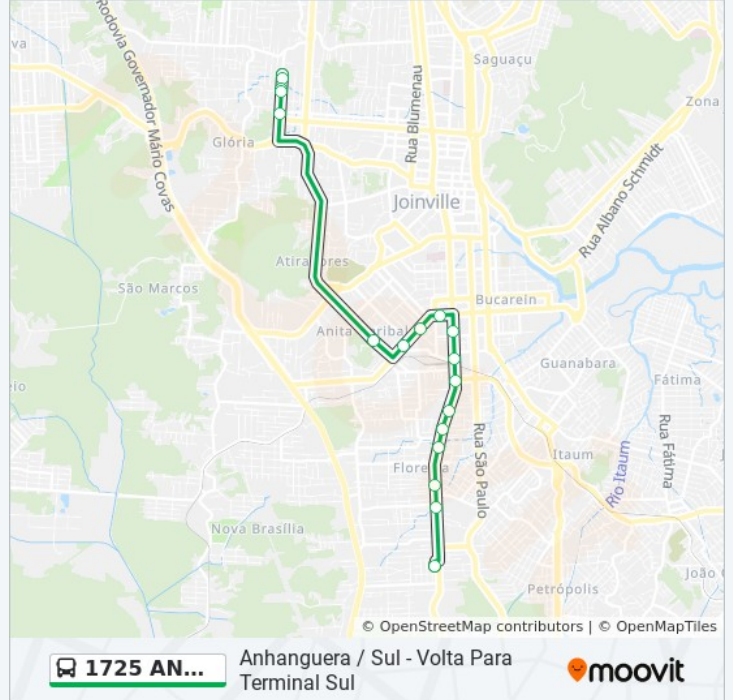 Rodovia Governador Mário Covas
Rua Blumenau
Saguaçu
Zona
Glória
Rua Albano Schmidt
Joinville
Atiradores
São Marcos
Bucarein
Anita Garibaldi
Guanabara
Fátima
Rua São Paulo
Rua Fátima
Floresta
Itaum
Rio Itaum
Nova Brasília
João
Petrópolis
© OpenStreetMap contributors | © OpenMapTiles
1725 AN...
Anhanguera / Sul - Volta Para
Terminal Sul
moovit